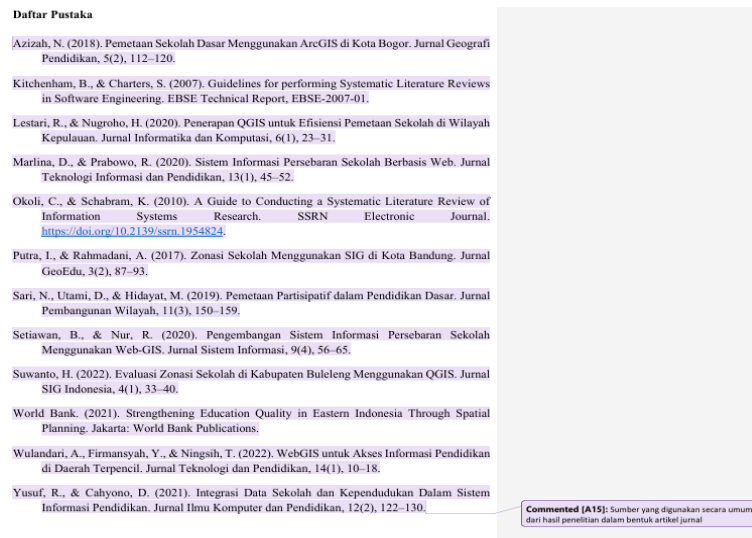 Daftar Pustaka
Azizah, N. (2018). Pemetaan Sekolah Dasar Menggunakan ArcGIS di Kota Bogor. Jurnal Geografi
Pendidikan, 5(2), 112–120.
Kitchenham, B., & Charters, S. (2007). Guidelines for performing Systematic Literature Reviews
in Software Engineering. EBSE Technical Report, EBSE-2007-01.
Lestari, R., & Nugroho, H. (2020). Penerapan QGIS untuk Efisiensi Pemetaan Sekolah di Wilayah
Kepulauan. Jurnal Informatika dan Komputasi, 6(1), 23–31.
Marlina, D., & Prabowo, R. (2020). Sistem Informasi Persebaran Sekolah Berbasis Web. Jurnal
Teknologi Informasi dan Pendidikan, 13(1), 45–52.
Okoli, C., & Schabram, K. (2010). A Guide to Conducting a Systematic Literature Review of
Information Systems Research. SSRN Electronic Journal.
https://doi.org/10.2139/ssrn.1954824.
Putra, I., & Rahmadani, A. (2017). Zonasi Sekolah Menggunakan SIG di Kota Bandung. Jurnal
GeoEdu, 3(2), 87–93.
Sari, N., Utami, D., & Hidayat, M. (2019). Pemetaan Partisipatif dalam Pendidikan Dasar. Jurnal
Pembangunan Wilayah, 11(3), 150–159.
Setiawan, B., & Nur, R. (2020). Pengembangan Sistem Informasi Persebaran Sekolah
Menggunakan Web-GIS. Jurnal Sistem Informasi, 9(4), 56–65.
Suwanto, H. (2022). Evaluasi Zonasi Sekolah di Kabupaten Buleleng Menggunakan QGIS. Jurnal
SIG Indonesia, 4(1), 33–40.
World Bank. (2021). Strengthening Education Quality in Eastern Indonesia Through Spatial
Planning. Jakarta: World Bank Publications.
Wulandari, A., Firmansyah, Y., & Ningsih, T. (2022). WebGIS untuk Akses Informasi Pendidikan
di Daerah Terpencil. Jurnal Teknologi dan Pendidikan, 14(1), 10–18.
Yusuf, R., & Cahyono, D. (2021). Integrasi Data Sekolah dan Kependudukan Dalam Sistem
Informasi Pendidikan. Jurnal Ilmu Komputer dan Pendidikan, 12(2), 122–130.
Commented [A15]: Sumber yang digunakan secara umum
dari hasil penelitian dalam bentuk artikel jurnal